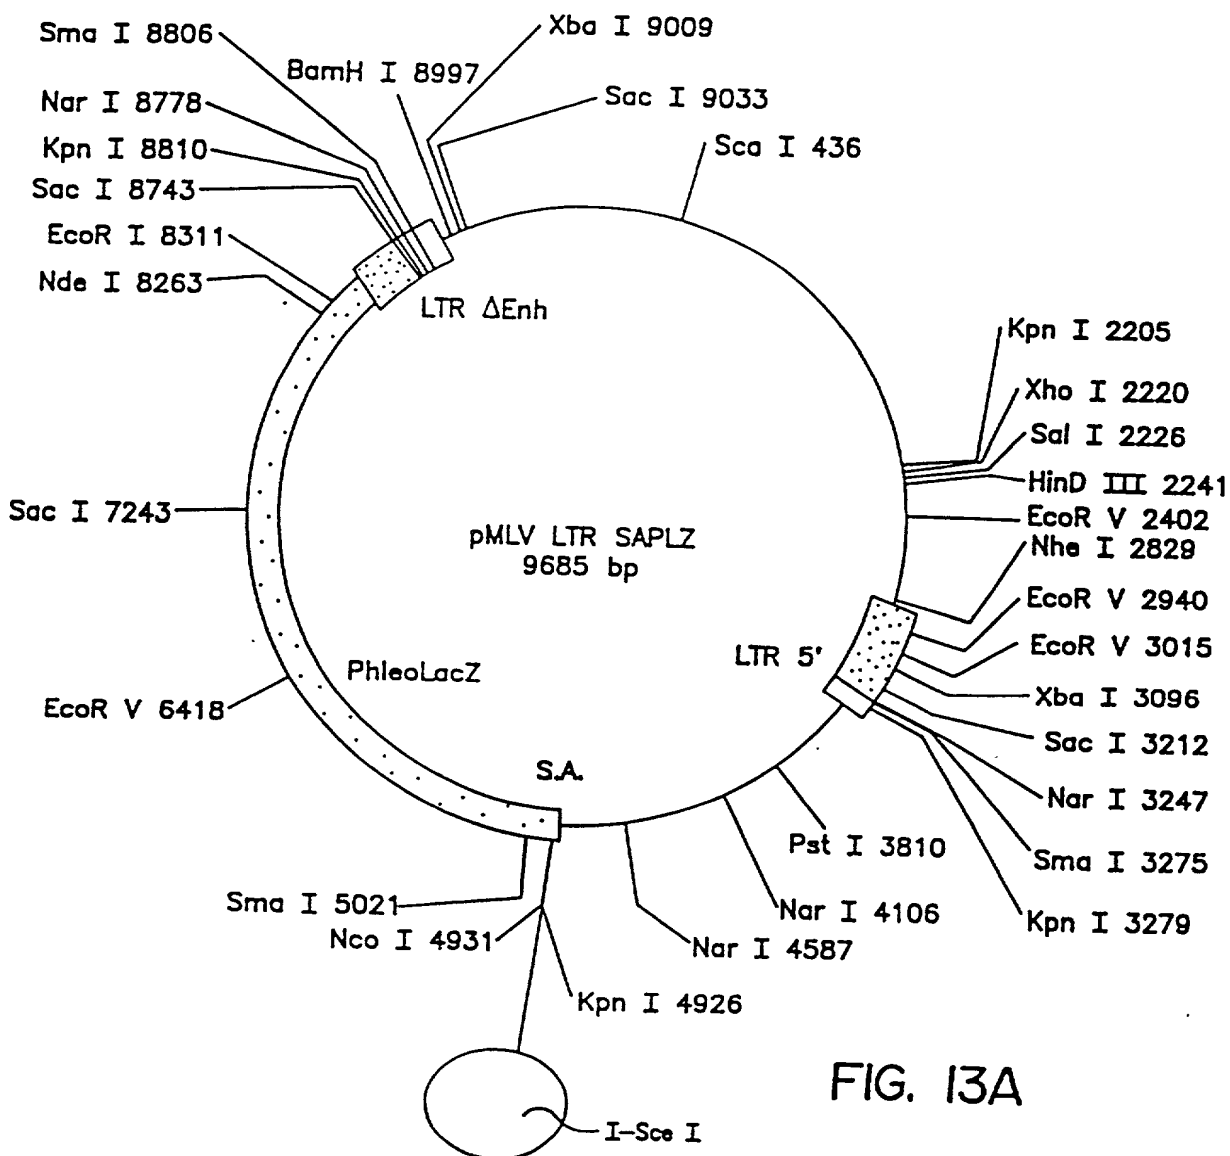 Sma I 8806
Xba I 9009
BamH I 8997
Nar I 8778
Sac I 9033
Kpn I 8810
Sca I 436
Sac I 8743
EcoR I 8311
Nde I 8263
LTR ΔEnh
Kpn I 2205
Xho I 2220
Sal I 2226
HinD III 2241
Sac I 7243
EcoR V 2402
pMLV LTR SAPLZ
9685 bp
Nhe I 2829
EcoR V 2940
LTR 5'
EcoR V 3015
PhleoLacZ
Xba I 3096
EcoR V 6418
Sac I 3212
S.A.
Nar I 3247
Pst I 3810
Sma I 3275
Sma I 5021
Nar I 4106
Kpn I 3279
Nco I 4931
Nar I 4587
Kpn I 4926
FIG. 13A
I-Sce I